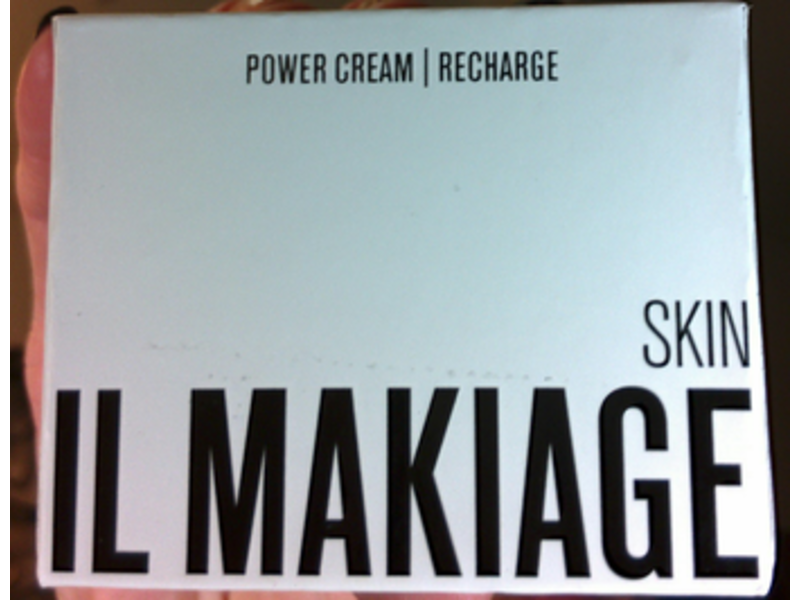 POWER CREAM | RECHARGE
SKIN
IL MAKIAGE